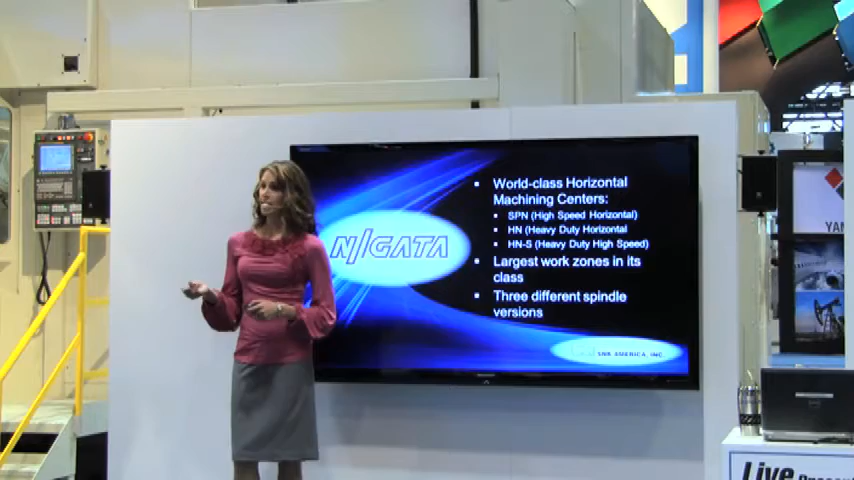 World-class Horizontal
Machining Centers:
SPN (High Speed Horizontal)
HN (Heavy Duty Horizontal
HN-S (Heavy Duty High Speed)
NIIGATA
Largest work zones in its
class
Three different spindle
versions
SNK AMERICA, INC
YAM
Live